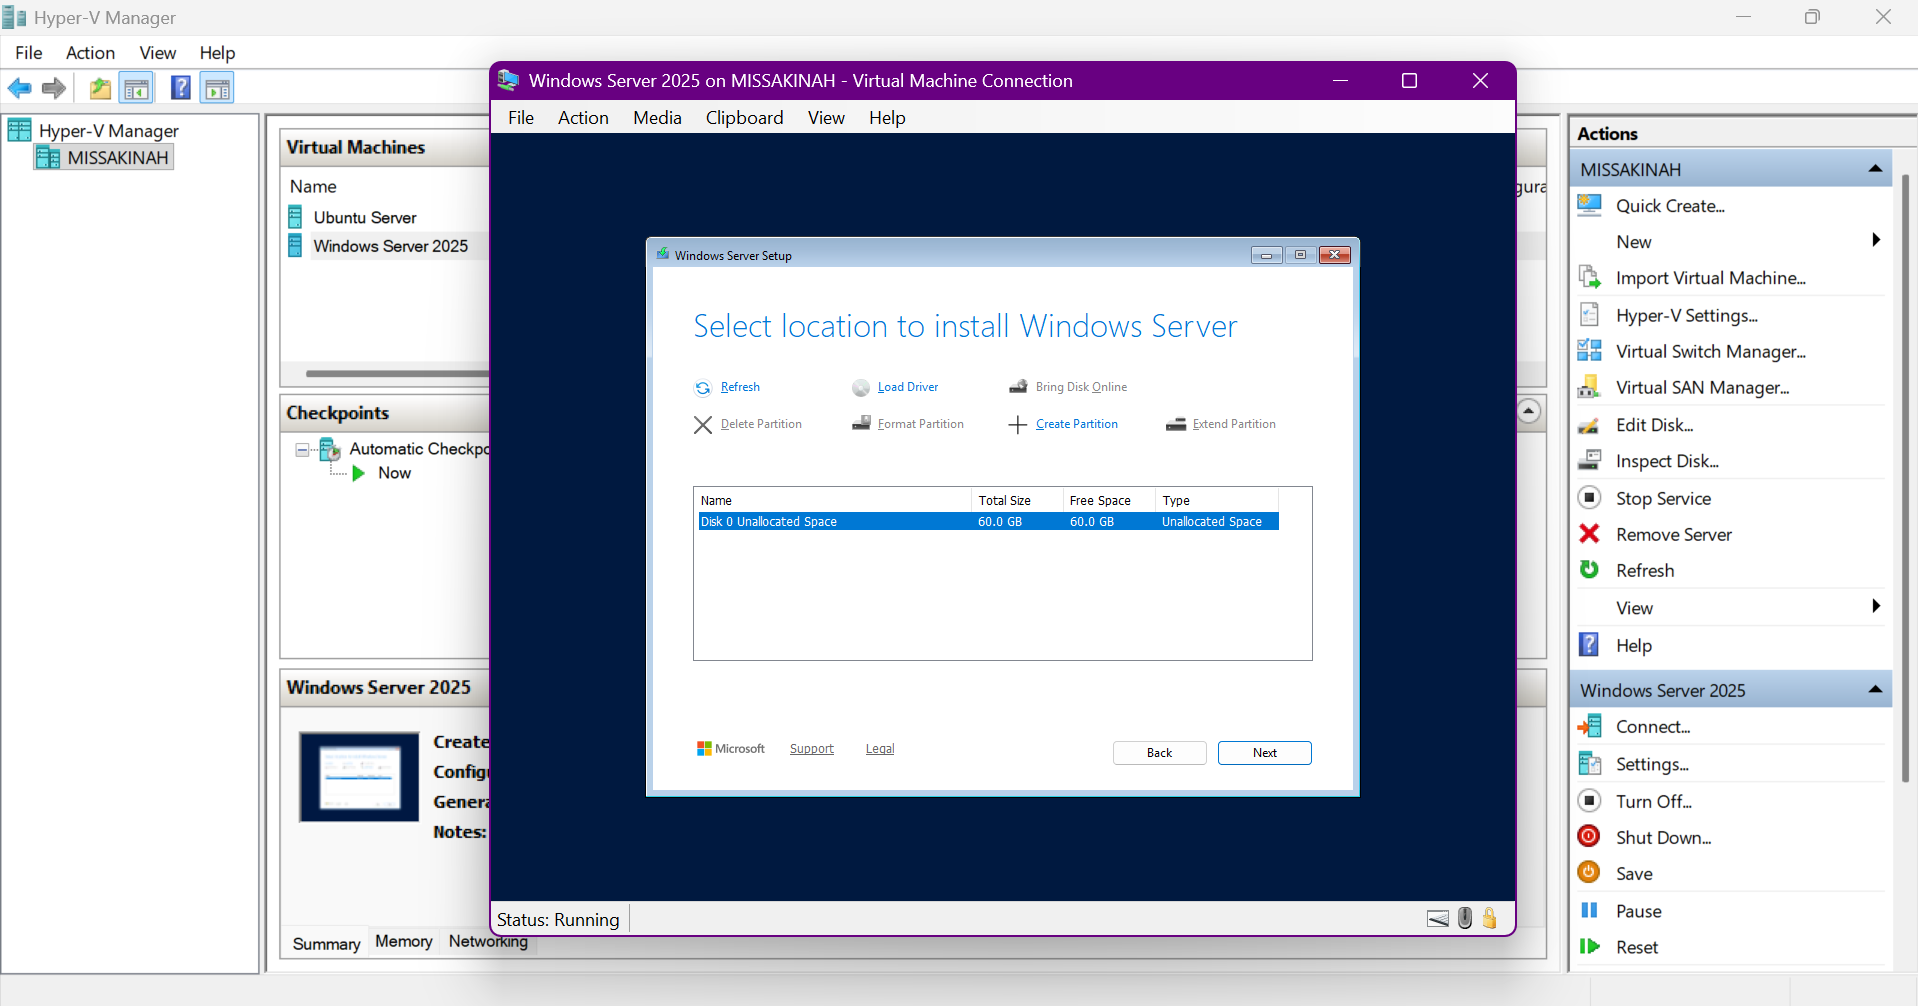 Hyper-V Manager
File Action View Help
Hyper-V Manager
MISSAKINAH
Virtual Machines
Name
Ubuntu Server
Windows Server 2025
Checkpoints
Automatic Checkpo
Now
Windows Server 2025
Create
Config
Genera
Notes:
Summary Memory Networking
Windows Server 2025 on MISSAKINAH - Virtual Machine Connection
File Action Media Clipboard View Help
Windows Server Setup
Select location to install Windows Server
Refresh Load Driver Bring Disk Online
Delete Partition Format Partition Create Partition Extend Partition
Name Total Size Free Space Type
Disk 0 Unallocated Space 60.0 GB 60.0 GB Unallocated Space
Microsoft Support Legal Back Next
Status: Running
gura
Actions
MISSAKINAH
Quick Create...
New
Import Virtual Machine...
Hyper-V Settings...
Virtual Switch Manager...
Virtual SAN Manager...
Edit Disk...
Inspect Disk...
Stop Service
Remove Server
Refresh
View
Help
Windows Server 2025
Connect...
Settings...
Turn Off...
Shut Down...
Save
Pause
Reset